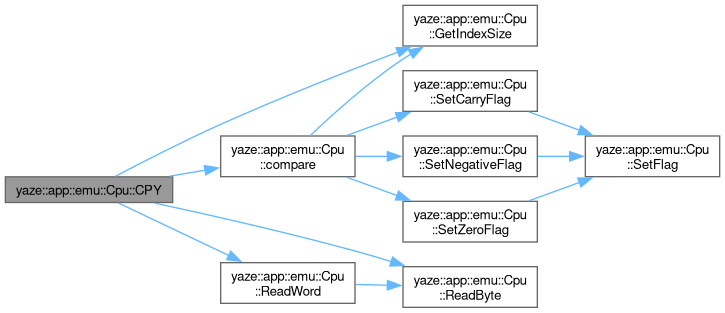 yaze::app::emu::Cpu
::GetIndexSize
yaze::app::emu::Cpu
::SetCarryFlag
yaze::app::emu::Cpu
::compare
yaze::app::emu::Cpu
::SetNegativeFlag
yaze::app::emu::Cpu
::SetFlag
yaze::app::emu::Cpu::CPY
yaze::app::emu::Cpu
::SetZeroFlag
yaze::app::emu::Cpu
::ReadWord
yaze::app::emu::Cpu
::ReadByte